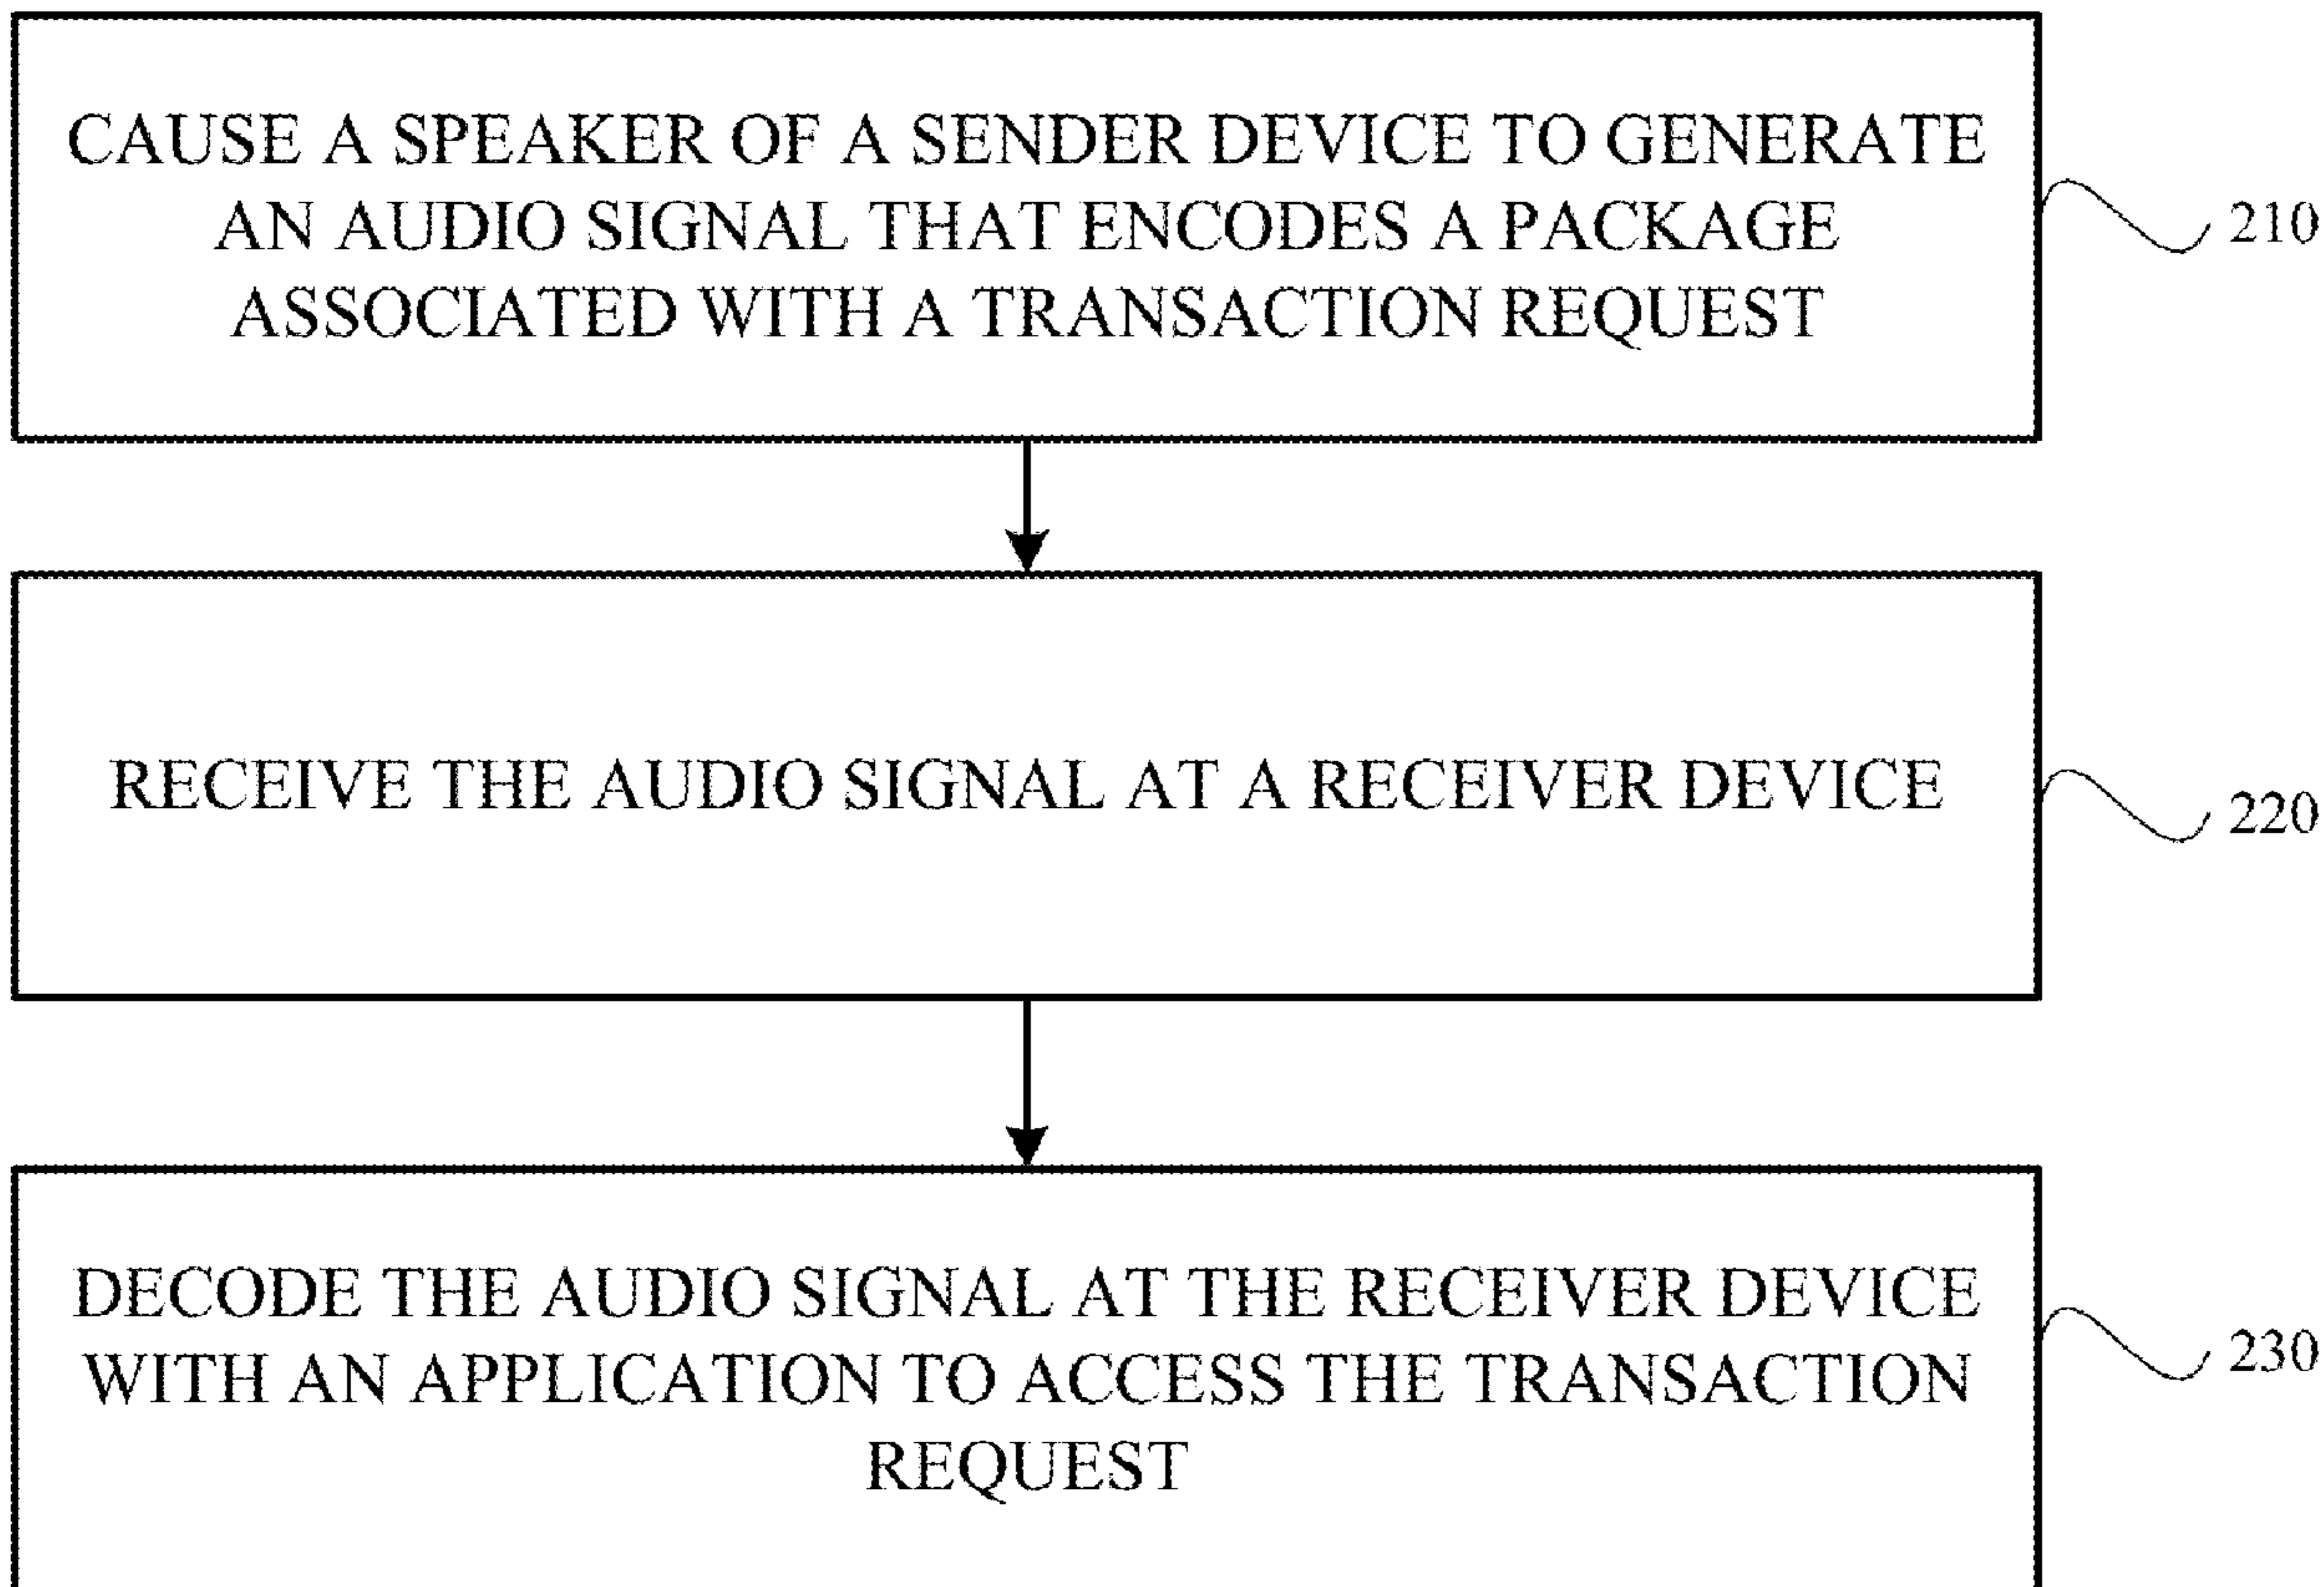 CAUSE A SPEAKER OF A SENDER DEVICE TO GENERATE
AN AUDIO SIGNAL THAT ENCODES A PACKAGE
ASSOCIATED WITH A TRANSACTION REQUEST
210
RECEIVE THE AUDIO SIGNAL AT A RECEIVER DEVICE
220
DECODE THE AUDIO SIGNAL AT THE RECEIVER DEVICE
WITH AN APPLICATION TO ACCESS THE TRANSACTION
REQUEST
230